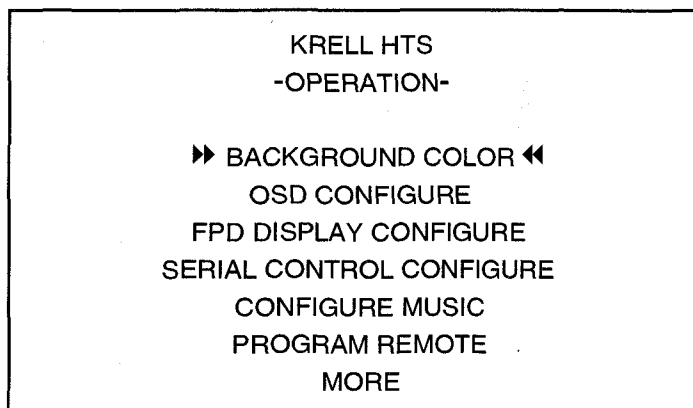 KRELL HTS
-OPERATION-
▶▶ BACKGROUND COLOR ◀◀
OSD CONFIGURE
FPD DISPLAY CONFIGURE
SERIAL CONTROL CONFIGURE
CONFIGURE MUSIC
PROGRAM REMOTE
MORE